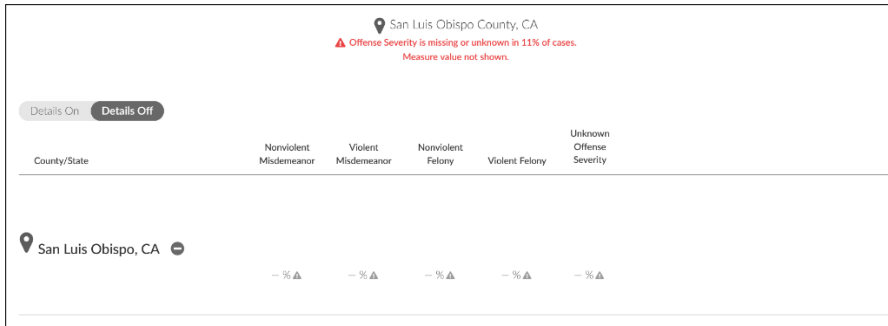 San Luis Obispo County, CA
Offense Severity is missing or unknown in 11% of cases.
Measure value not shown.
Details On Details Off
County/State Nonviolent Misdemeanor Violent Misdemeanor Nonviolent Felony Violent Felony Unknown Offense Severity
San Luis Obispo, CA
— % — % — % — % — %